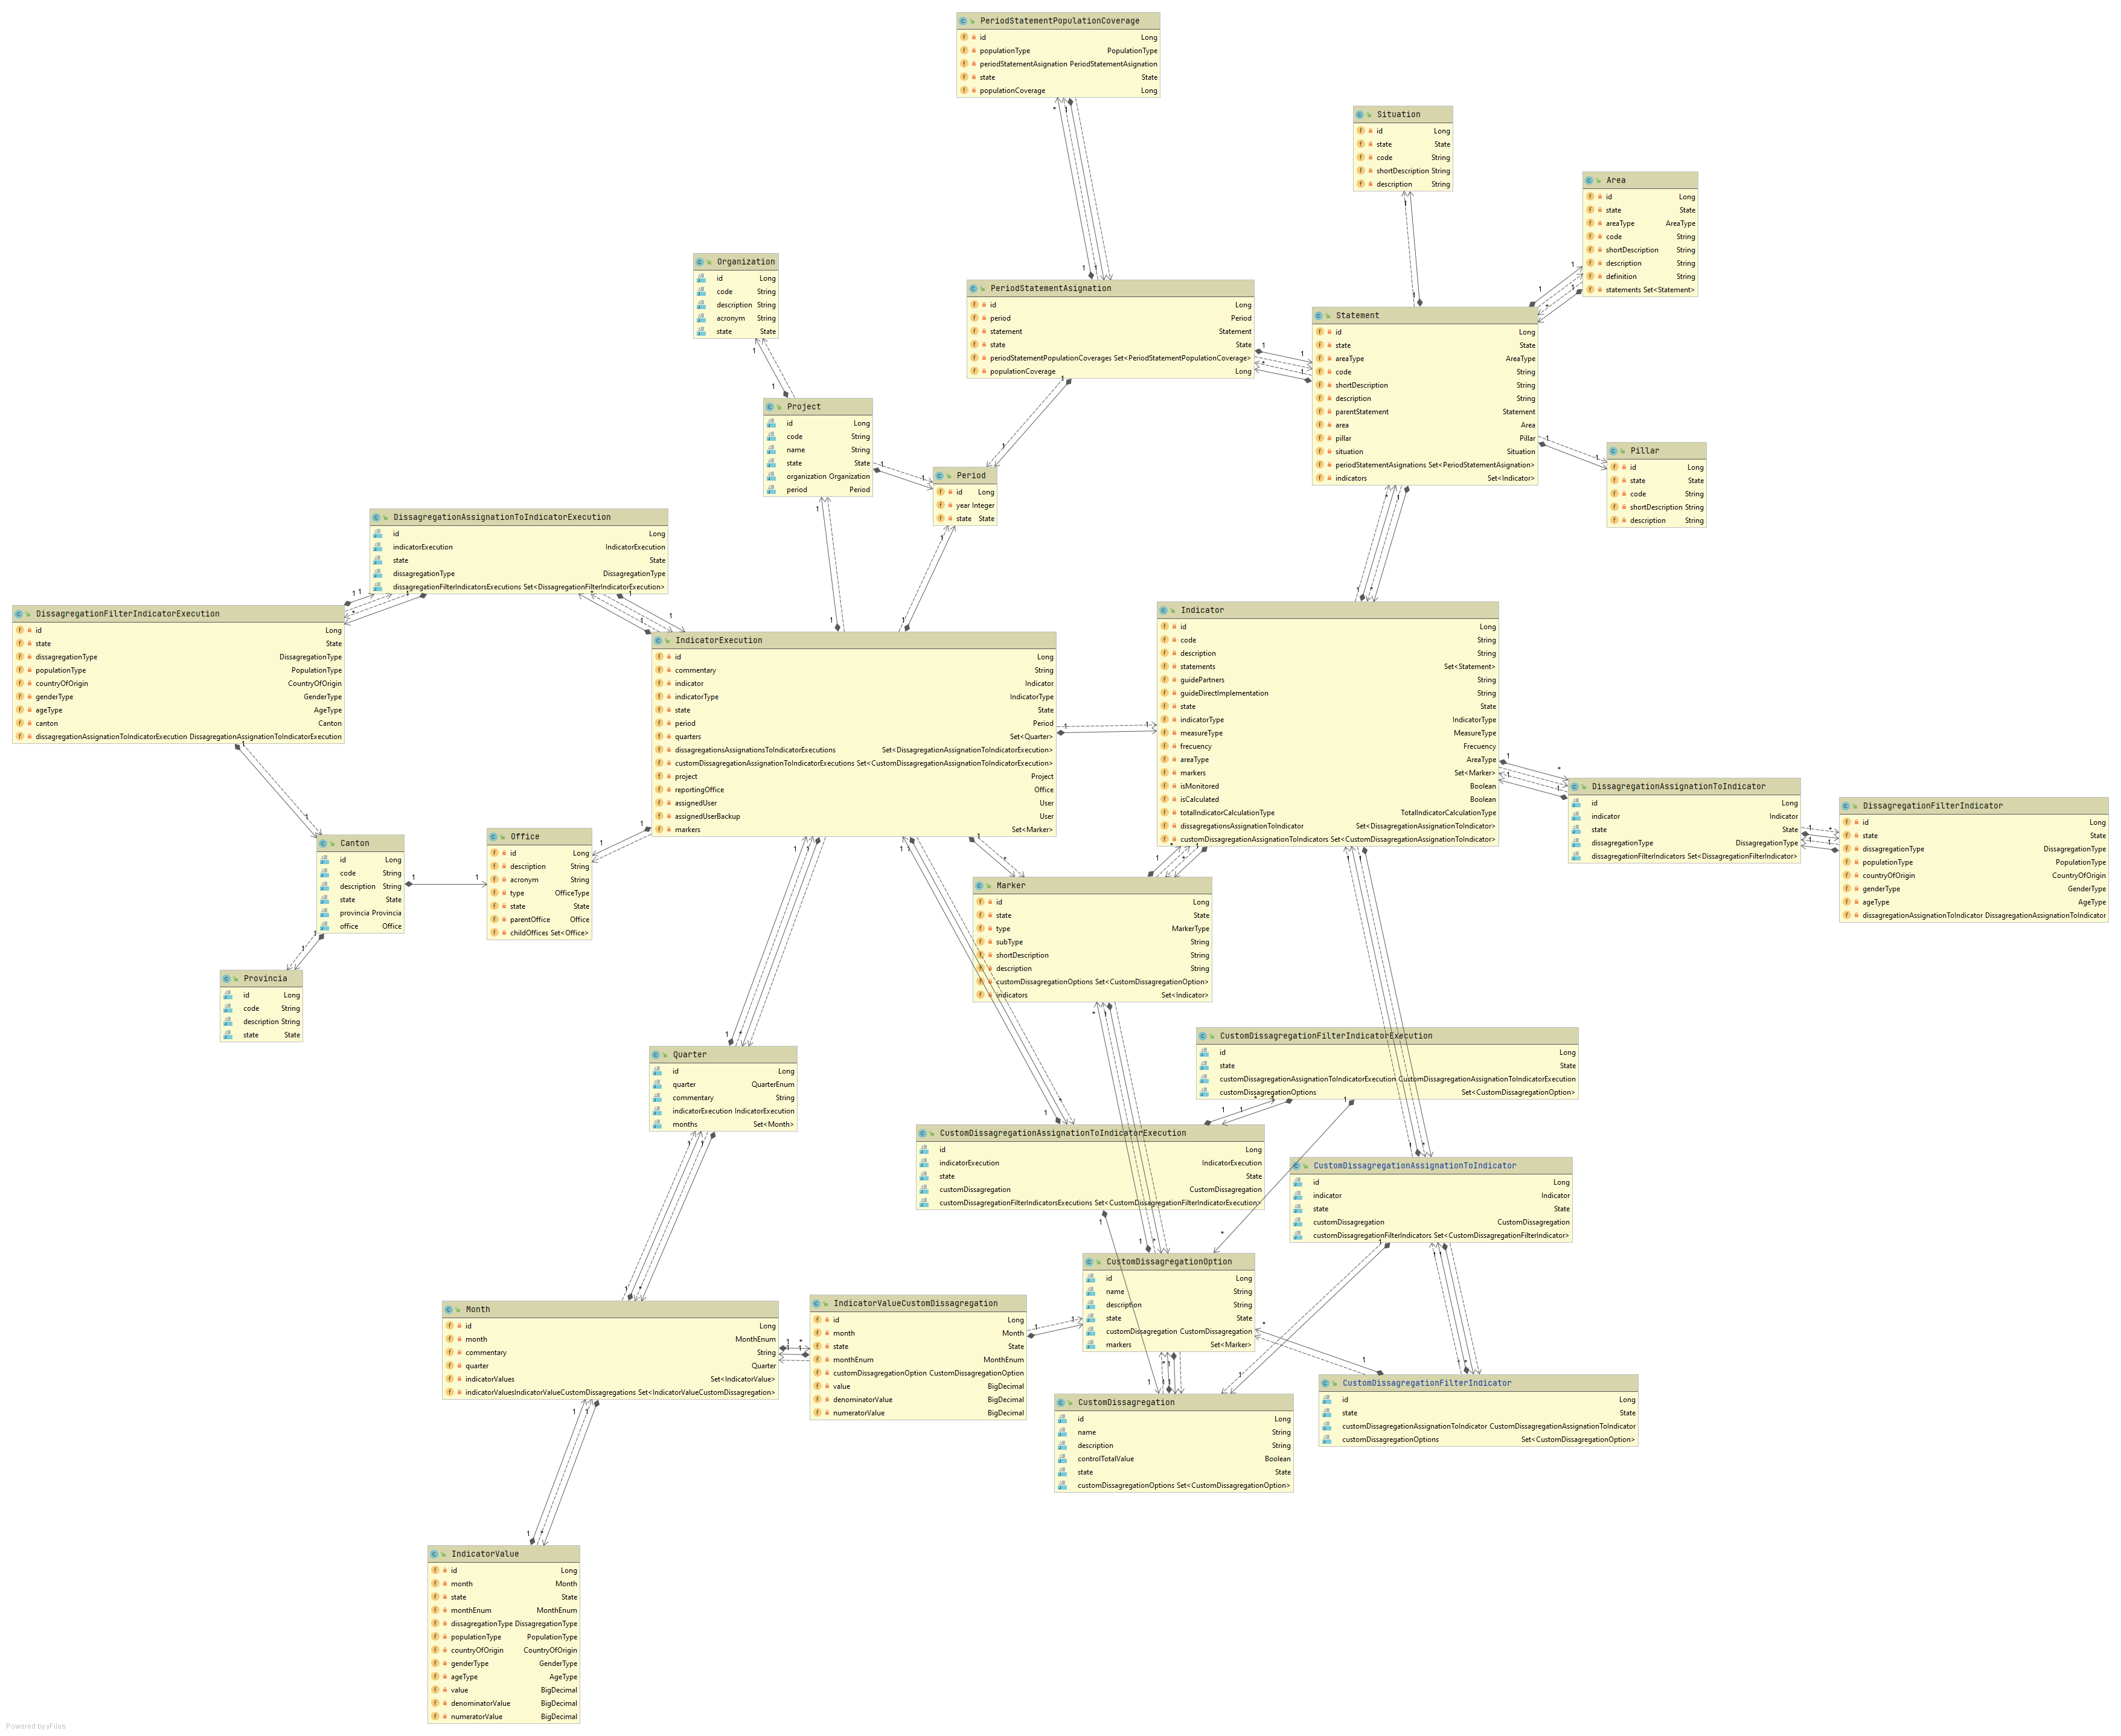 PeriodStatementPopulationCoverage
id Long
populationType PopulationType
periodStatementAsignation PeriodStatementAsignation
state State
populationCoverage Long
Situation
id Long
state State
code String
shortDescription String
description String
Area
id Long
state State
areaType AreaType
code String
shortDescription String
description String
definition String
statements Set<Statement>
Organization
id Long
code String
description String
acronym String
state State
PeriodStatementAsignation
id Long
period Period
statement Statement
state State
periodStatementPopulationCoverages Set<PeriodStatementPopulationCoverage>
populationCoverage Long
Statement
id Long
state State
areaType AreaType
code String
shortDescription String
description String
parentStatement Statement
area Area
pillar Pillar
situation Situation
periodStatementAsignations Set<PeriodStatementAsignation>
indicators Set<Indicator>
Project
id Long
code String
name String
state State
organization Organization
period Period
Pillar
id Long
state State
code String
shortDescription String
description String
Period
id Long
year Integer
state State
DissagregationAssignationToIndicatorExecution
id Long
indicatorExecution IndicatorExecution
state State
dissagregationType DissagregationType
dissagregationFilterIndicatorsExecutions Set<DissagregationFilterIndicatorExecution>
DissagregationFilterIndicatorExecution
id Long
state State
dissagregationType DissagregationType
populationType PopulationType
countryOfOrigin CountryOfOrigin
genderType GenderType
ageType AgeType
canton Canton
dissagregationAssignationToIndicatorExecution DissagregationAssignationToIndicatorExecution
IndicatorExecution
id Long
commentary String
indicator Indicator
indicatorType IndicatorType
state State
period Period
quarters Set<Quarter>
dissagregationsAssignationsToIndicatorExecutions Set<DissagregationAssignationToIndicatorExecution>
customDissagregationAssignationToIndicatorExecutions Set<CustomDissagregationAssignationToIndicatorExecution>
project Project
reportingOffice Office
assignedUser User
assignedUserBackup User
markers Set<Marker>
Indicator
id Long
code String
description String
statements Set<Statement>
guidePartners String
guideDirectImplementation String
state State
indicatorType IndicatorType
measureType MeasureType
frecuency Frecuency
areaType AreaType
markers Set<Marker>
isMonitored Boolean
isCalculated Boolean
totalIndicatorCalculationType TotalIndicatorCalculationType
dissagregationsAssignationToIndicator Set<DissagregationAssignationToIndicator>
customDissagregationAssignationToIndicators Set<CustomDissagregationAssignationToIndicator>
DissagregationAssignationToIndicator
id Long
indicator Indicator
state State
dissagregationType DissagregationType
dissagregationFilterIndicators Set<DissagregationFilterIndicator>
DissagregationFilterIndicator
id Long
state State
dissagregationType DissagregationType
populationType PopulationType
countryOfOrigin CountryOfOrigin
genderType GenderType
ageType AgeType
dissagregationAssignationToIndicator DissagregationAssignationToIndicator
Canton
id Long
code String
description String
state State
provincia Provincia
office Office
Office
id Long
description String
acronym String
type OfficeType
state State
parentOffice Office
childOffices Set<Office>
Provincia
id Long
code String
description String
state State
Marker
id Long
state State
type MarkerType
subType String
shortDescription String
description String
customDissagregationOptions Set<CustomDissagregationOption>
indicators Set<Indicator>
Quarter
id Long
quarter QuarterEnum
commentary String
indicatorExecution IndicatorExecution
months Set<Month>
CustomDissagregationFilterIndicatorExecution
id Long
state State
customDissagregationAssignationToIndicatorExecution CustomDissagregationAssignationToIndicatorExecution
customDissagregationOptions Set<CustomDissagregationOption>
CustomDissagregationAssignationToIndicatorExecution
id Long
indicatorExecution IndicatorExecution
state State
customDissagregation CustomDissagregation
customDissagregationFilterIndicatorsExecutions Set<CustomDissagregationFilterIndicatorExecution>
CustomDissagregationAssignationToIndicator
id Long
indicator Indicator
state State
customDissagregation CustomDissagregation
customDissagregationFilterIndicators Set<CustomDissagregationFilterIndicator>
CustomDissagregationOption
id Long
name String
description String
state State
customDissagregation CustomDissagregation
markers Set<Marker>
Month
id Long
month MonthEnum
commentary String
quarter Quarter
indicatorValues Set<IndicatorValue>
indicatorValuesIndicatorValueCustomDissagregations Set<IndicatorValueCustomDissagregation>
IndicatorValueCustomDissagregation
id Long
month Month
state State
monthEnum MonthEnum
customDissagregationOption CustomDissagregationOption
value BigDecimal
denominatorValue BigDecimal
numeratorValue BigDecimal
CustomDissagregation
id Long
name String
description String
controlTotalValue Boolean
state State
customDissagregationOptions Set<CustomDissagregationOption>
CustomDissagregationFilterIndicator
id Long
state State
customDissagregationAssignationToIndicator CustomDissagregationAssignationToIndicator
customDissagregationOptions Set<CustomDissagregationOption>
IndicatorValue
id Long
month Month
state State
monthEnum MonthEnum
dissagregationType DissagregationType
populationType PopulationType
countryOfOrigin CountryOfOrigin
genderType GenderType
ageType AgeType
value BigDecimal
denominatorValue BigDecimal
numeratorValue BigDecimal
Powered by yFiles